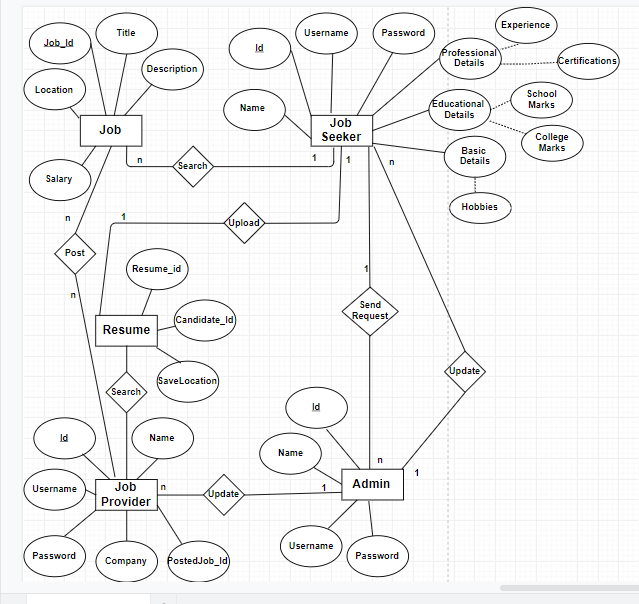 Experience
Job_Id
Title
Username
Password
Id
Professional
Details
Certifications
Description
Location
School
Marks
Educational
Details
Name
Job
Job
Seeker
College
Marks
Basic
Details
n
Search
1
1
n
Salary
Hobbies
n
1
Upload
Post
Resume_id
1
n
Send
Request
Candidate_Id
Resume
Update
SaveLocation
Search
Id
Id
Name
Name
n
1
Username
Job
Provider
n
Update
1
Admin
Username
Password
Company
PostedJob_Id
Password